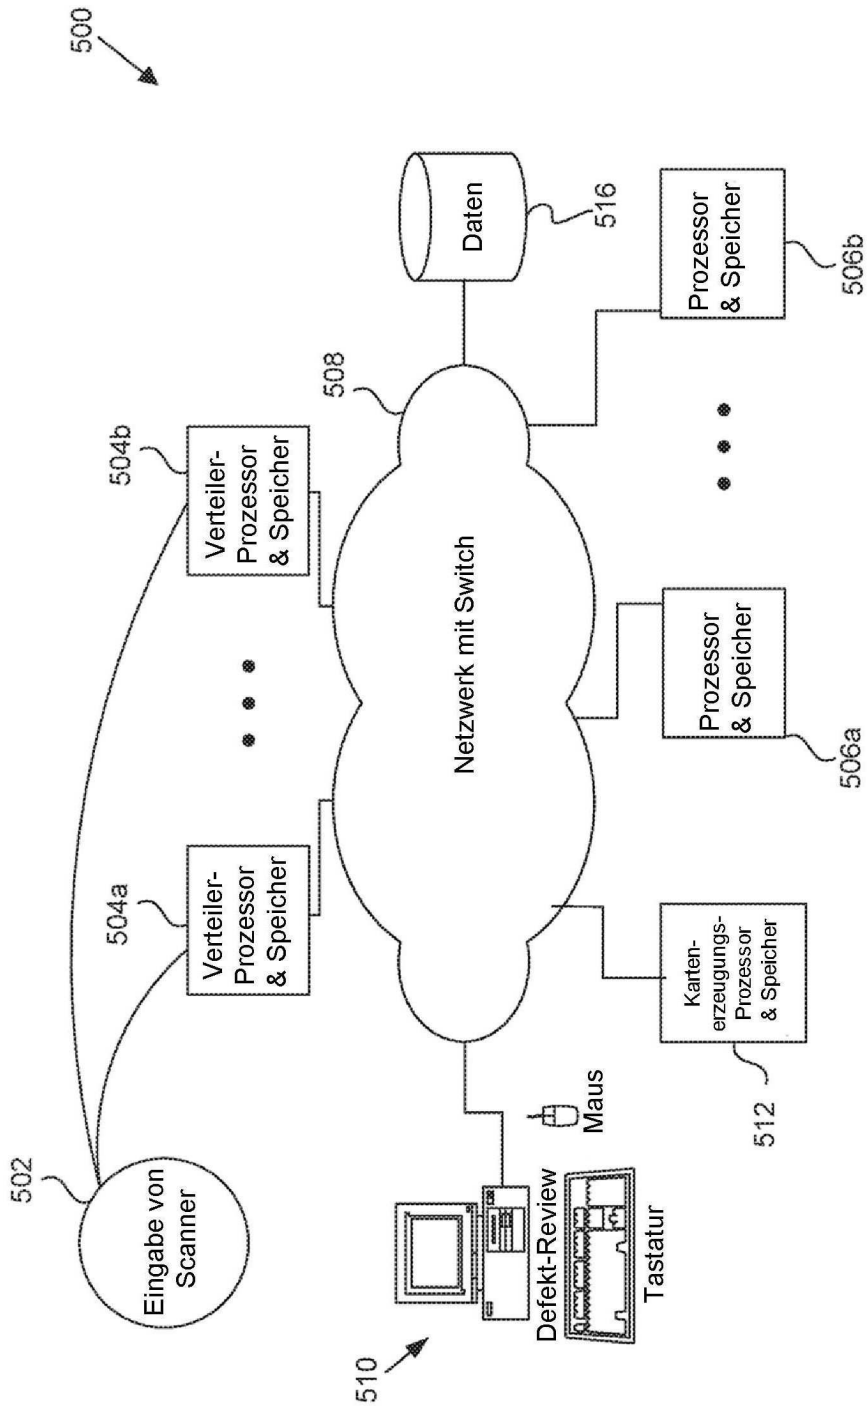 500
502
Eingabe von
Scanner
504a
Verteiler-
Prozessor
& Speicher
504b
Verteiler-
Prozessor
& Speicher
508
Netzwerk mit Switch
Daten
516
510
Defekt-Review
Maus
Tastatur
Karten-
erzeugungs-
Prozessor
& Speicher
512
Prozessor
& Speicher
506a
Prozessor
& Speicher
506b